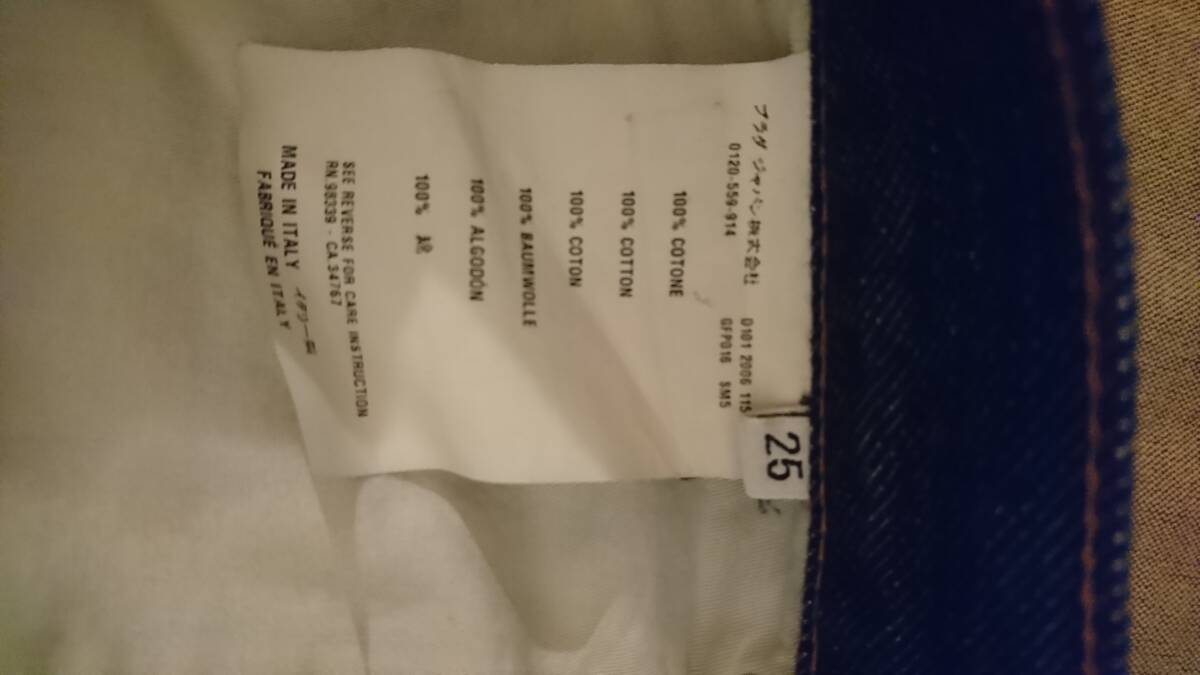 プラダ ジャパン株式会社
0120-559-914
0101 2006 115
GFP016 SM5
25
100% COTONE
100% COTTON
100% COTON
100% BAUMWOLLE
100% ALGODÓN
100% 綿
SEE REVERSE FOR CARE INSTRUCTION
RN 98339 - CA 34767
MADE IN ITALY イタリー製
FABRIQUÉ EN ITALY